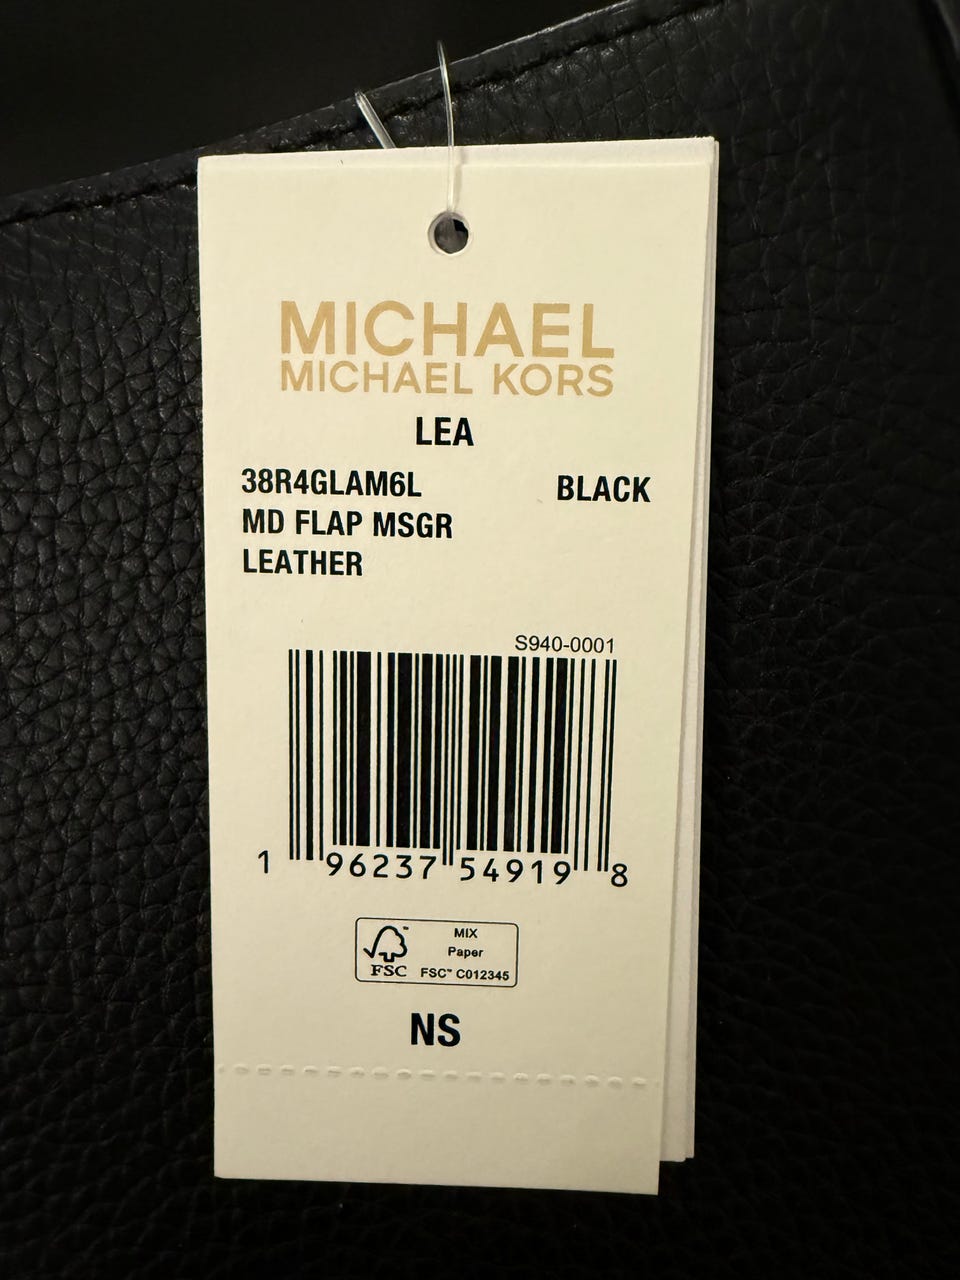 MICHAEL
MICHAEL KORS
LEA
38R4GLAM6L BLACK
MD FLAP MSGR
LEATHER
S940-0001
1 96237 54919 8
FSC™
MIX
Paper
FSC™ C012345
NS